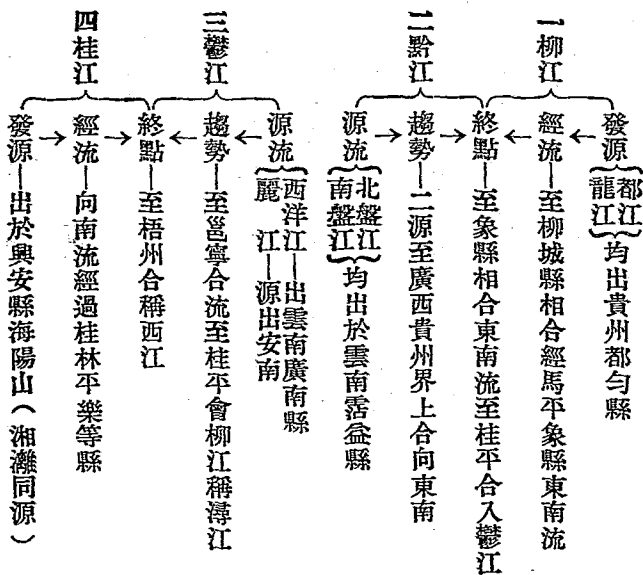 一柳江
發源
都江
龍江
均出貴州都勻縣
經流—至柳城縣相合經馬平象縣東南流
終點—至象縣相合東南流至桂平合入鬱江
二黔江
趨勢—二源至廣西貴州界上合向東南
源流
北盤江
南盤江
均出於雲南霑益縣
三鬱江
源流
西洋江—出雲南廣南縣
麗江—源出安南
趨勢—至邕寧合流至桂平會柳江稱潯江
終點—至梧州合稱西江
四桂江
經流—向南流經過桂林平樂等縣
發源—出於興安縣海陽山(湘灕同源)